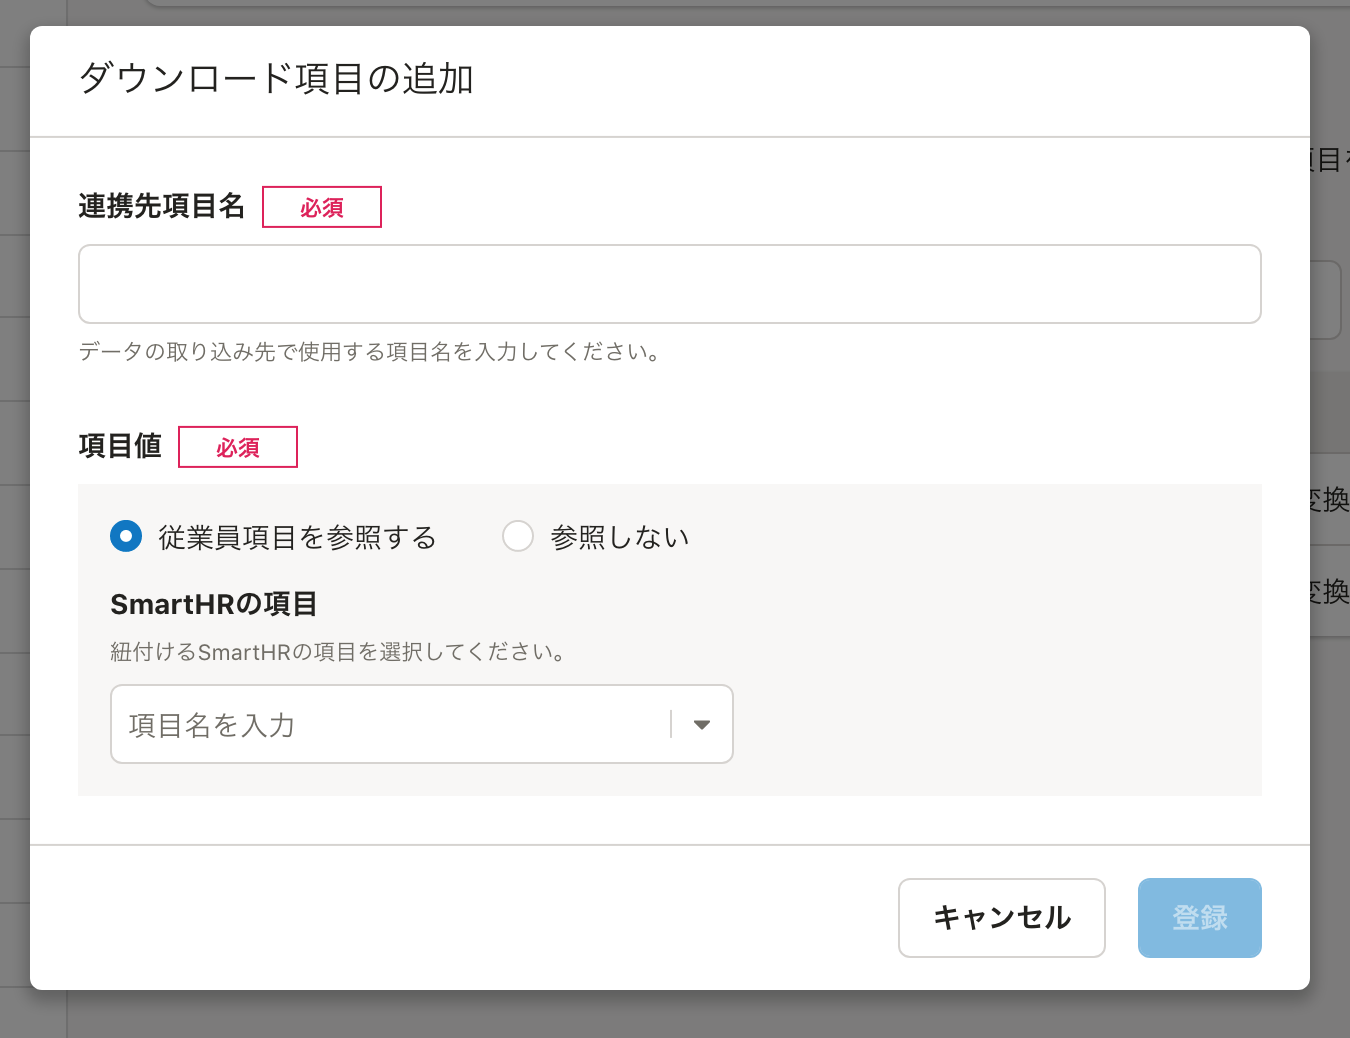 ダウンロード項目の追加
連携先項目名 必須
データの取り込み先で使用する項目名を入力してください。
項目値 必須
従業員項目を参照する 参照しない
SmartHRの項目
紐付けるSmartHRの項目を選択してください。
項目名を入力
キャンセル 登録
項目を
変換
変換